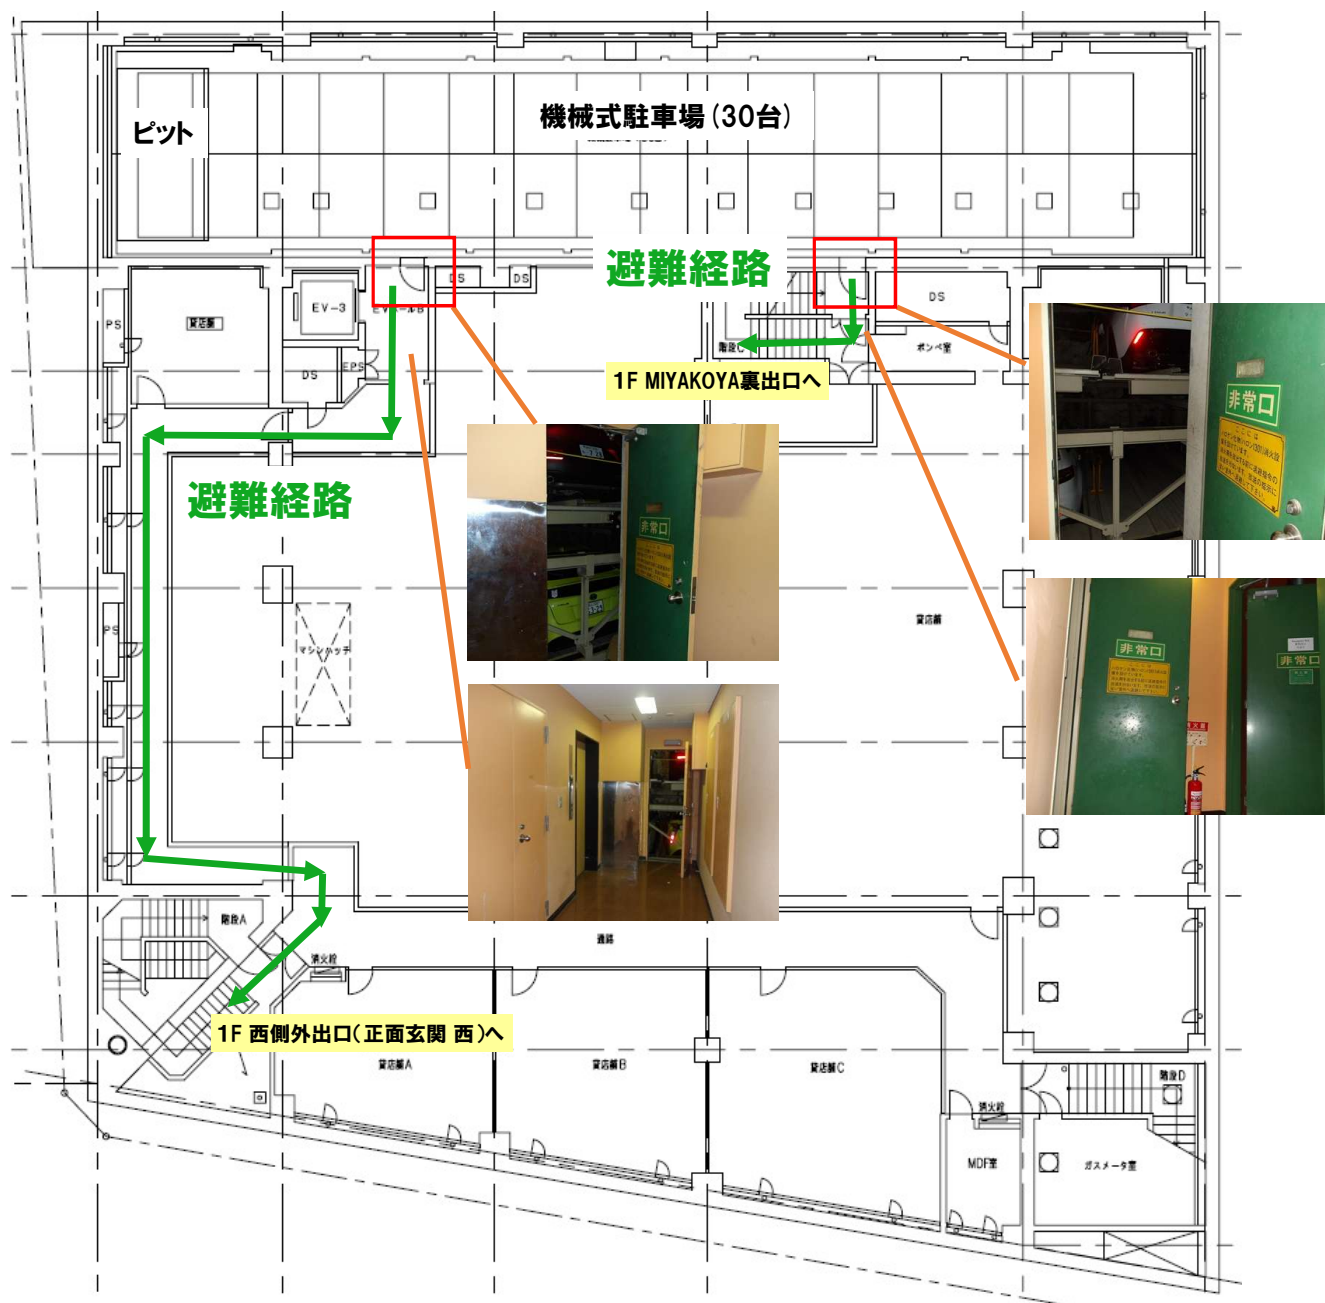 機械式駐車場(30台)
ピット
避難経路
DS
DS
DS
EV-3
貸店舗
PS
階段C
ボンベ室
DS
EPS
1F MIYAKOYA裏出口へ
非常口
避難経路
非常口
貸店舗
PS
マシンハッチ
非常口
非常口
階段A
通路
消火栓
1F 西側外出口(正面玄関 西)へ
貸店舗A
貸店舗B
貸店舗C
階段D
消火栓
MDF室
ガスメータ室